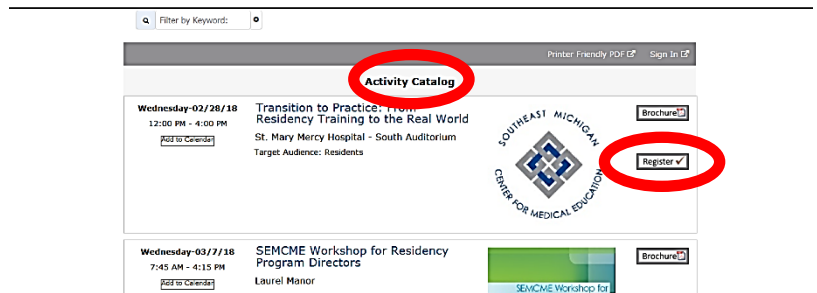 Filter by Keyword:
Printer Friendly PDF Sign In
Activity Catalog
Wednesday-02/28/18
12:00 PM - 4:00 PM
Add to Calendar
Transition to Practice: From
Residency Training to the Real World
St. Mary Mercy Hospital - South Auditorium
Target Audience: Residents
SOUTHEAST MICHIGAN
CENTER FOR MEDICAL EDUCATION
Brochure
Register
Wednesday-03/7/18
7:45 AM - 4:15 PM
Add to Calendar
SEMCME Workshop for Residency
Program Directors
Laurel Manor
SEMCME Workshop for
Brochure